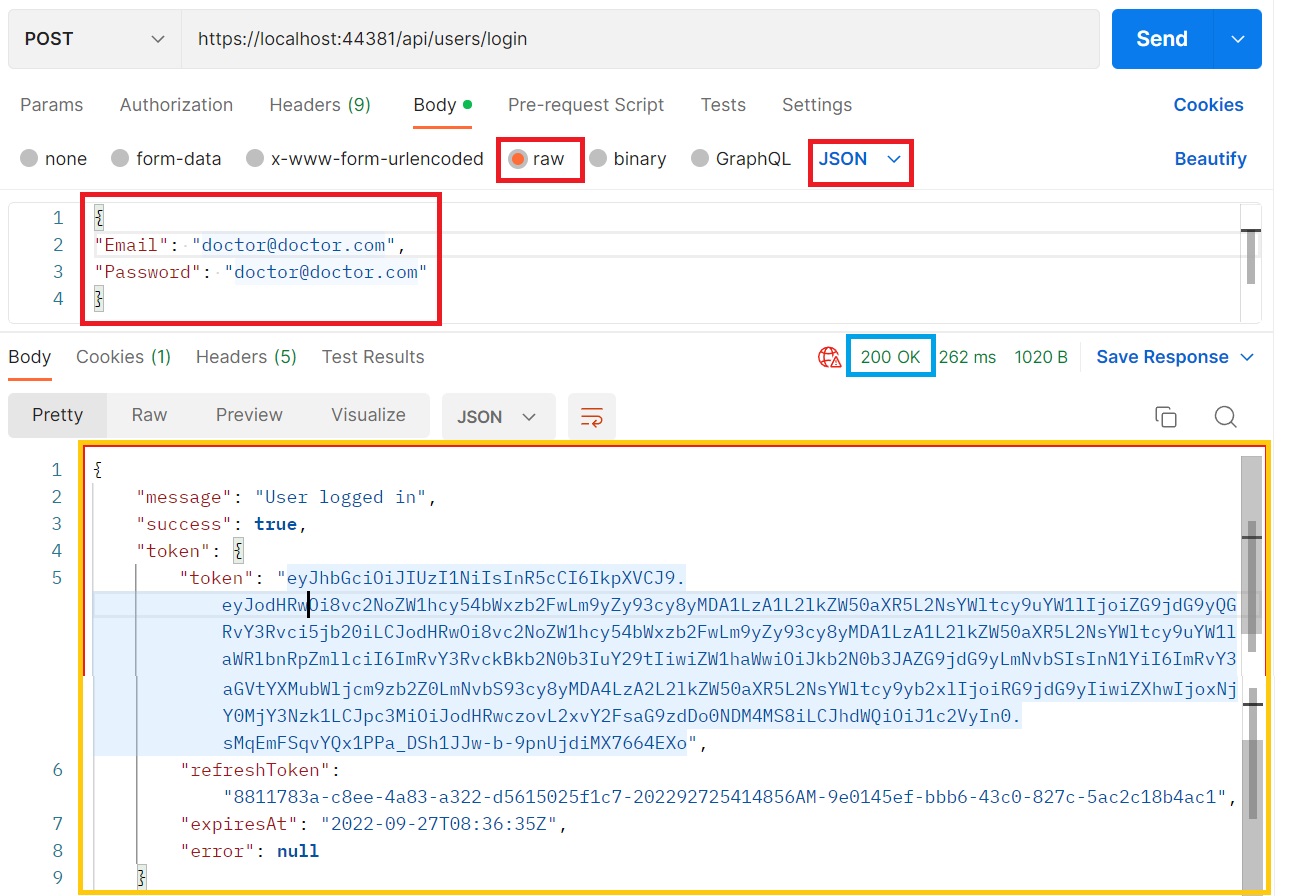 POST https://localhost:44381/api/users/login Send
Params Authorization Headers (9) Body Pre-request Script Tests Settings Cookies
none form-data x-www-form-urlencoded raw binary GraphQL JSON Beautify
1 {
2 "Email": "doctor@doctor.com",
3 "Password": "doctor@doctor.com"
4 }
Body Cookies (1) Headers (5) Test Results 200 OK 262 ms 1020 B Save Response
Pretty Raw Preview Visualize JSON
1 {
2 "message": "User logged in",
3 "success": true,
4 "token": {
5 "token": "eyJhbGciOiJIUzI1NiIsInR5cCI6IkpXVCJ9.
eyJodHRwOi8vc2NoZW1hcy54bWxzb2FwLm9yZy93cy8yMDA1LzA1L2lkZW50aXR5L2NsYWltcy9uYW1lIjoiZG9jdG9yQG
RvY3Rvci5jb20iLCJodHRwOi8vc2NoZW1hcy54bWxzb2FwLm9yZy93cy8yMDA1LzA1L2lkZW50aXR5L2NsYWltcy9uYW1l
aWRlbnRpZmllciI6ImRvY3RvckBkb2N0b3IuY29tIiwiZW1haWwiOiJkb2N0b3JAZG9jdG9yLmNvbSIsInN1YiI6ImRvY3
aGVtYXMubWljcm9zb2Z0LmNvbS93cy8yMDA4LzA2L2lkZW50aXR5L2NsYWltcy9yb2xlIjoiRG9jdG9yIiwiZXhwIjoxNj
Y0MjY3Nzk1LCJpc3MiOiJodHRwczovL2xvY2FsaG9zdDo0NDM4MS8iLCJhdWQiOiJ1c2VyIn0.
sMqEmFSqvYQx1PPa_DSh1JJw-b-9pnUjdiMX7664EXo",
6 "refreshToken":
"8811783a-c8ee-4a83-a322-d5615025f1c7-202292725414856AM-9e0145ef-bbb6-43c0-827c-5ac2c18b4ac1",
7 "expiresAt": "2022-09-27T08:36:35Z",
8 "error": null
9 }